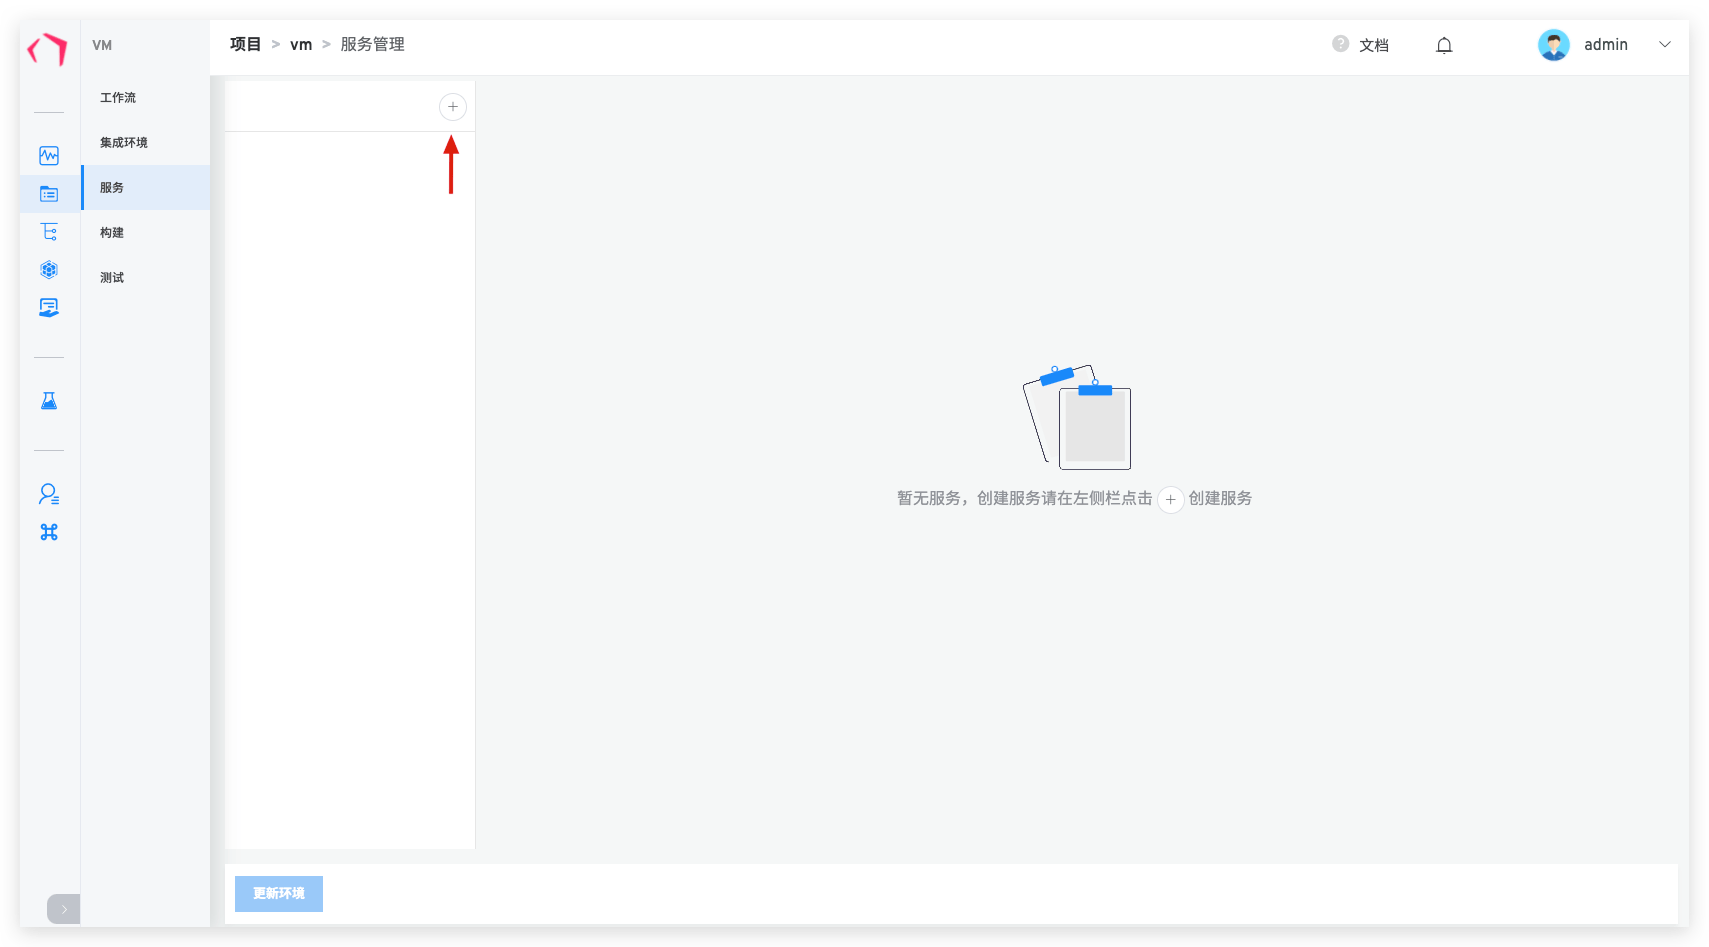 VM
工作流
集成环境
服务
构建
测试
项目 > vm > 服务管理
? 文档
admin
暂无服务，创建服务请在左侧栏点击 + 创建服务
更新环境